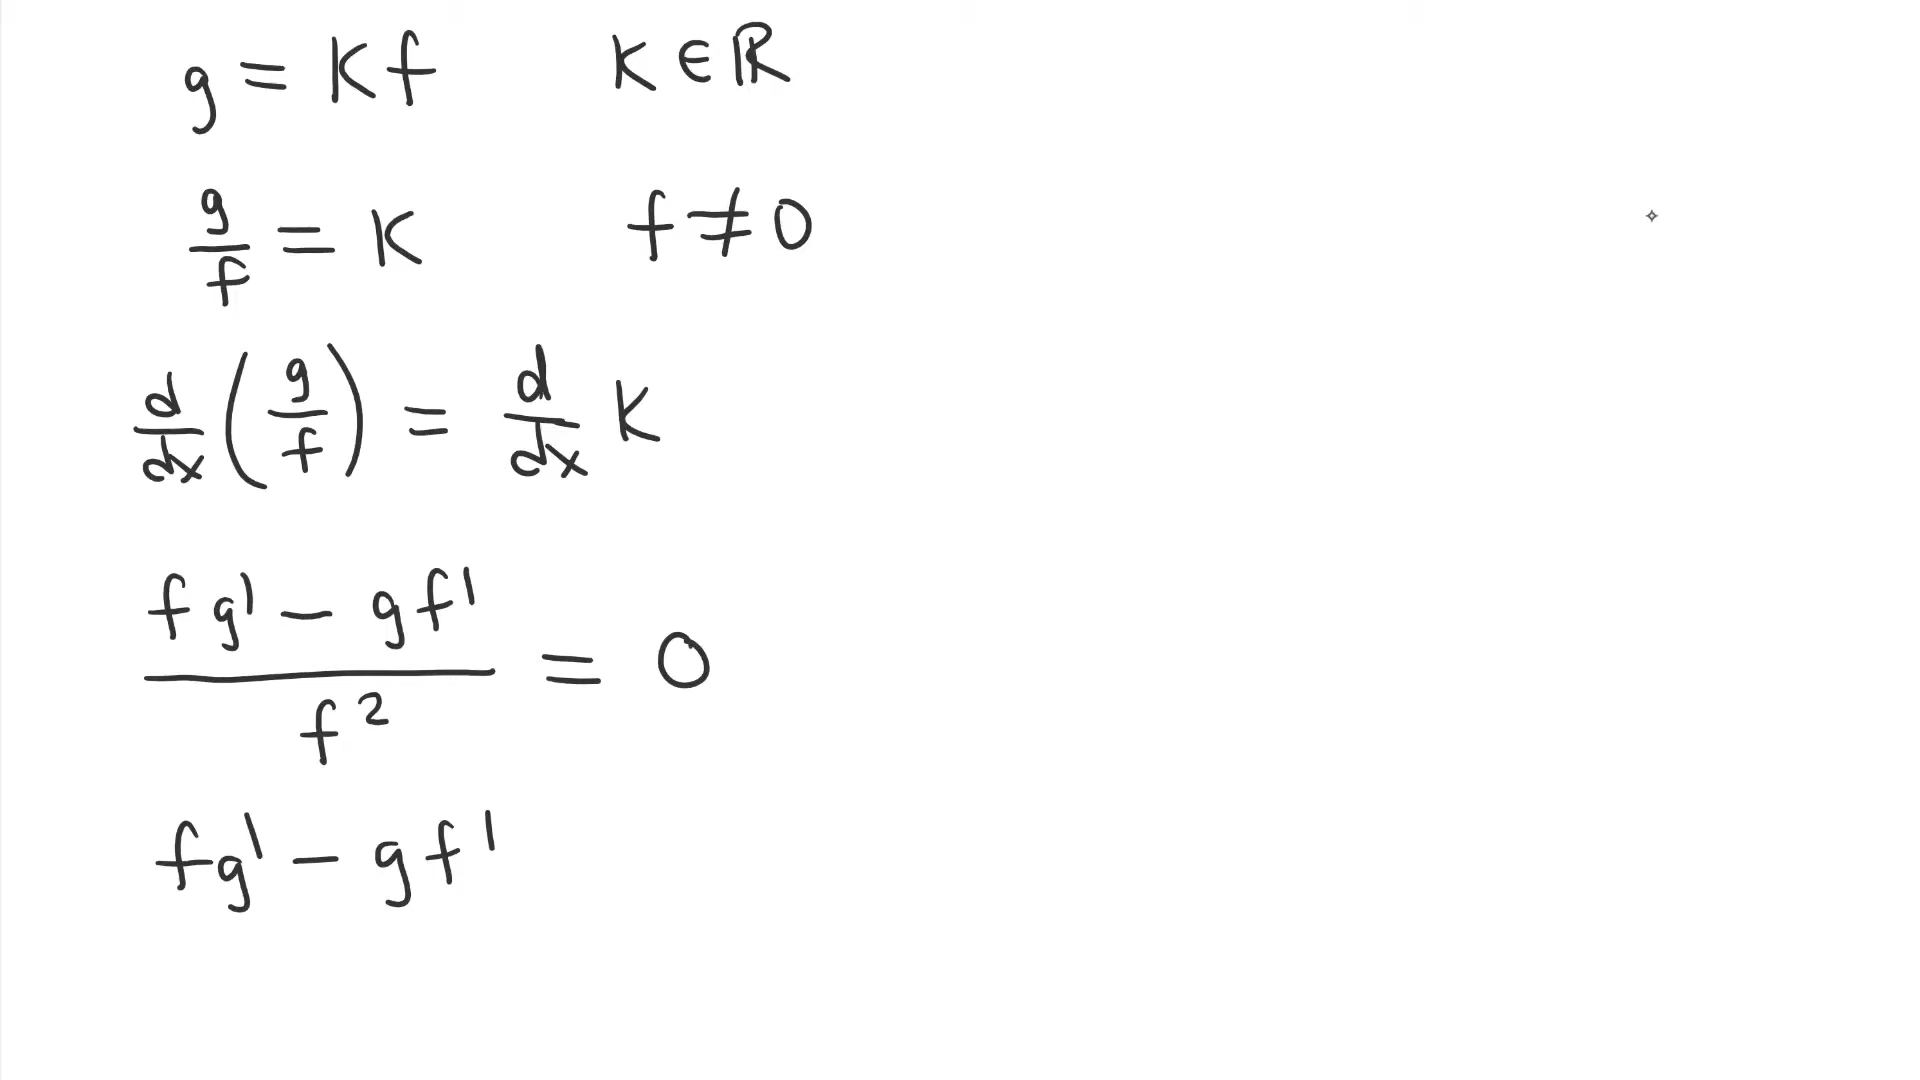 g = Kf K ∈ ℝ
g/f = K f ≠ 0
d/dx (g/f) = d/dx K
(fg' − gf')/f² = 0
fg' − gf'